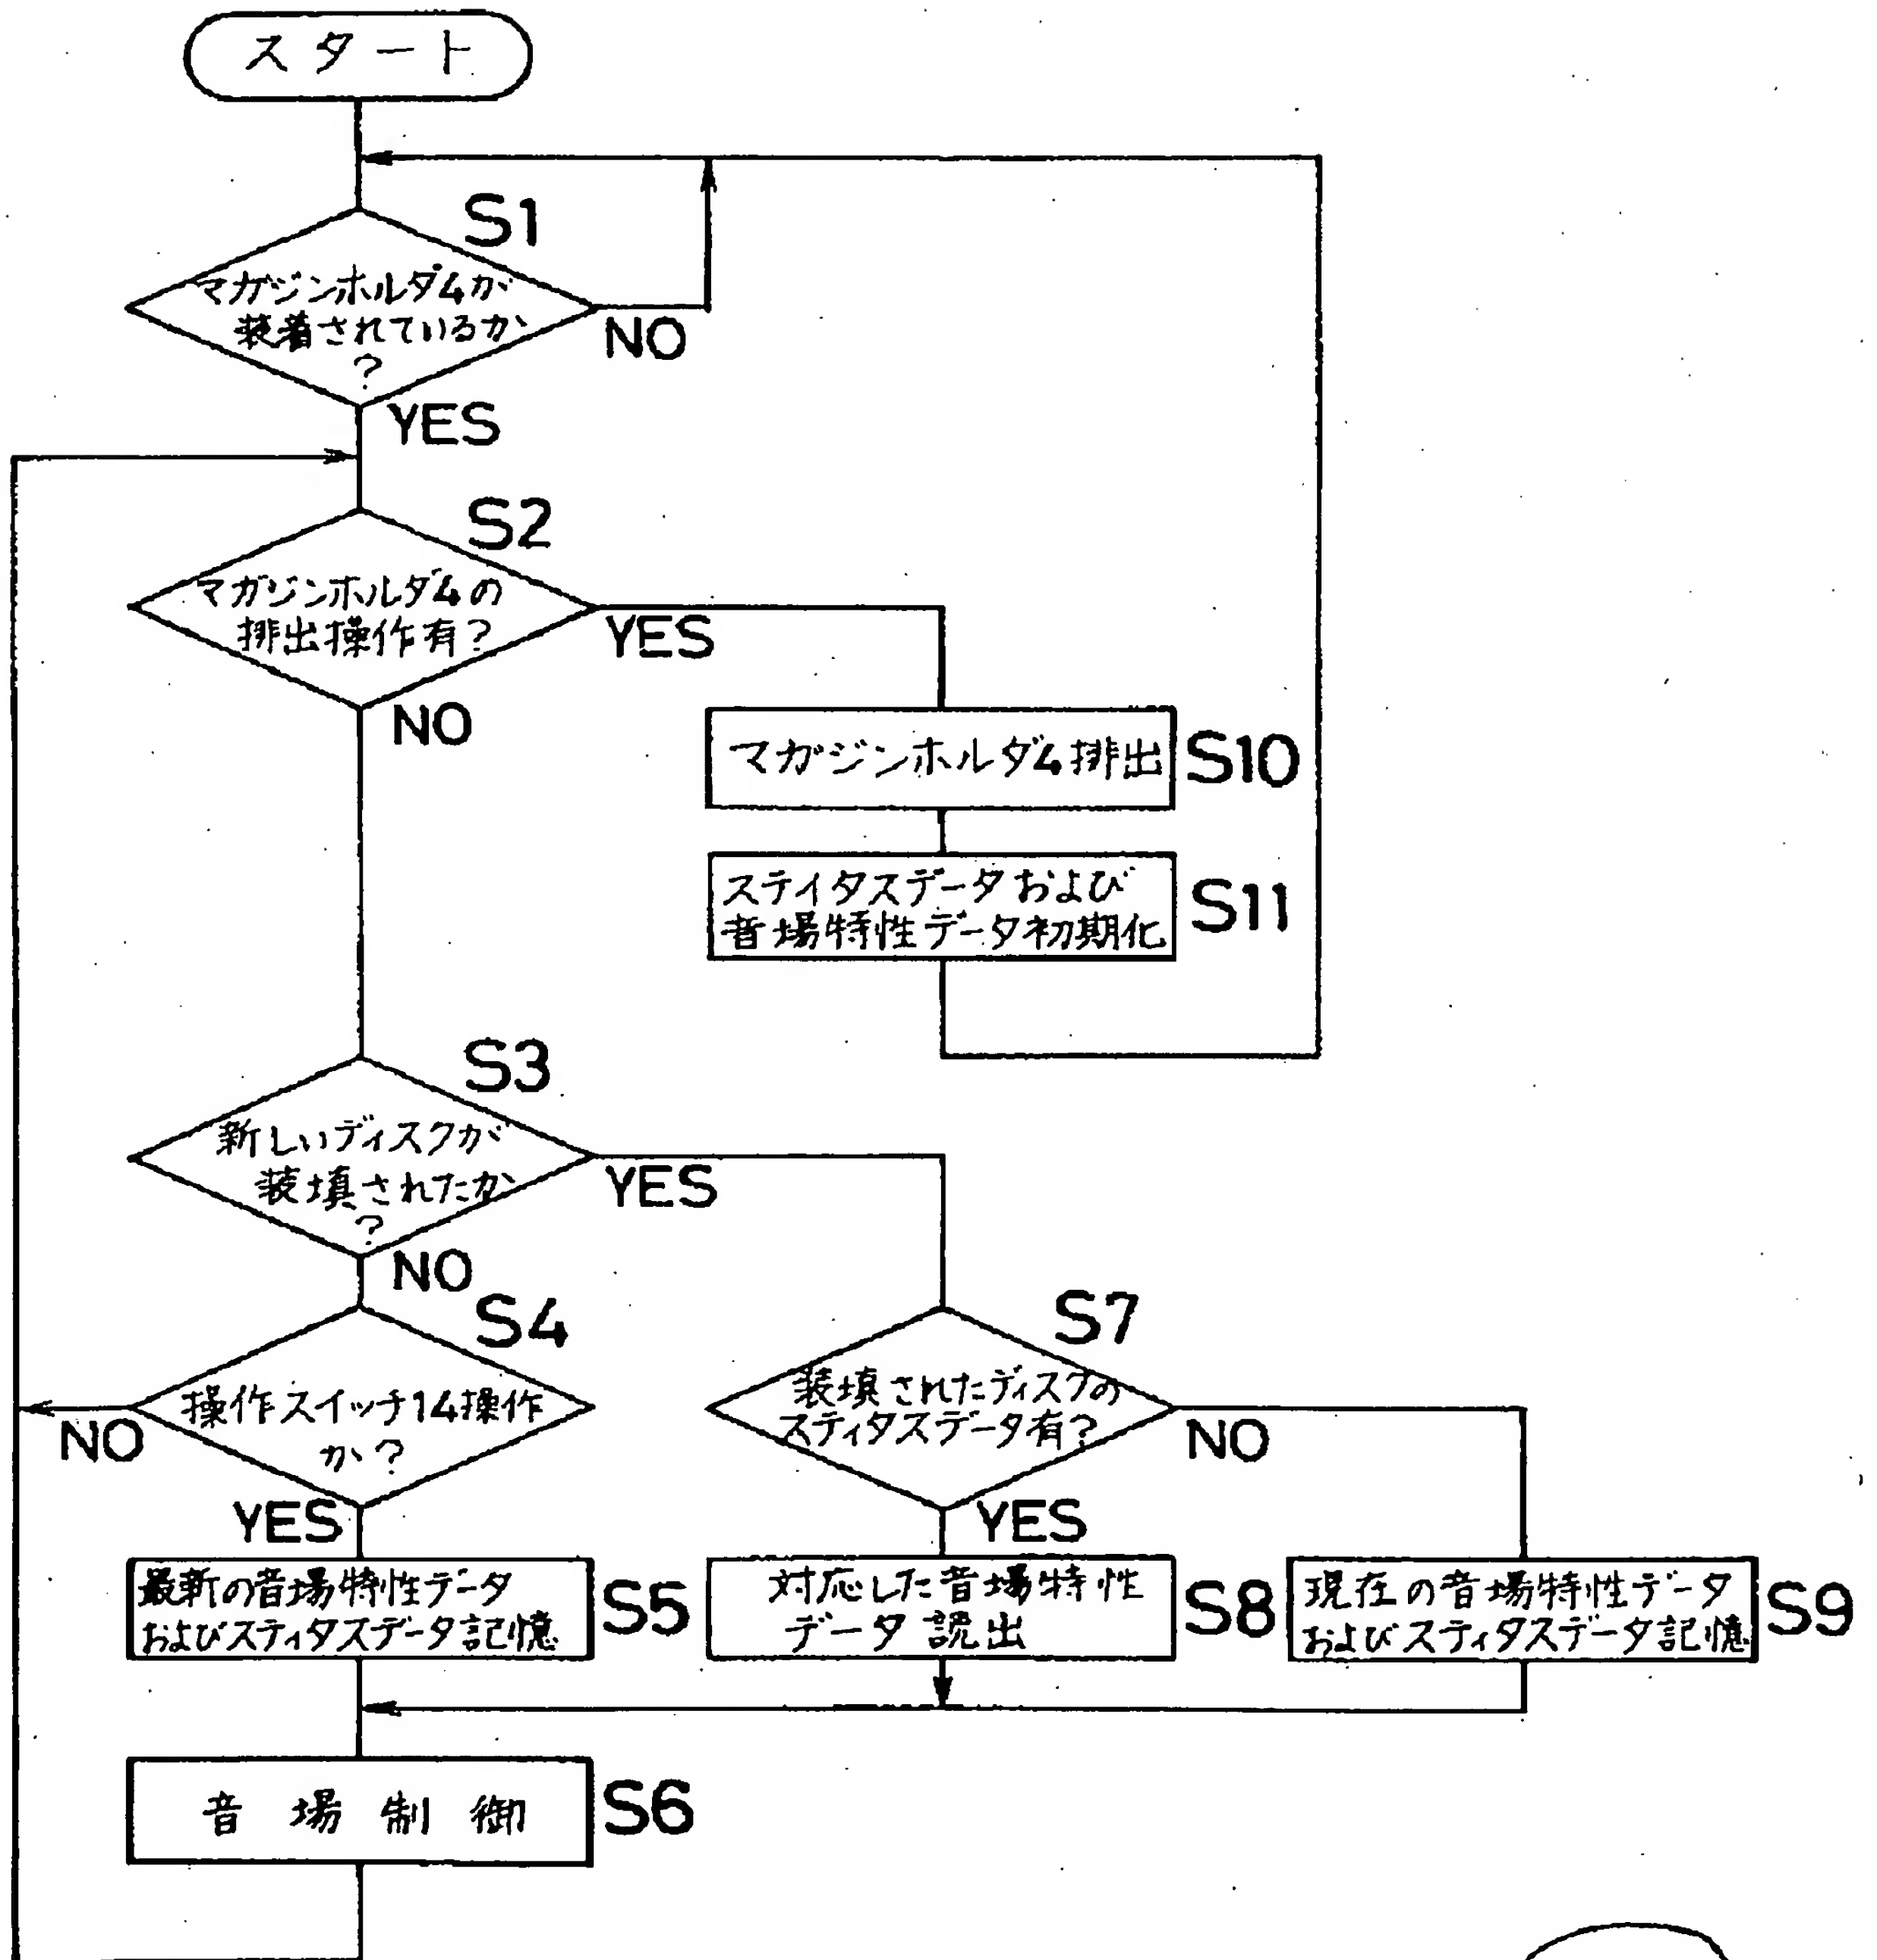 スタート
S1
マガジンホルダ4が
装着されているか
?
NO
YES
S2
マガジンホルダ4の
排出操作有?
YES
NO
マガジンホルダ4排出
S10
ステイタスデータおよび
音場特性データ初期化
S11
S3
新しいディスクが
装填されたか
?
YES
NO
S4
操作スイッチ14操作
か?
NO
YES
S7
装填されたディスクの
スティタスデータ有?
NO
YES
最新の音場特性データ
およびスティタスデータ記憶
S5
対応した音場特性
データ読出
S8
現在の音場特性データ
およびスティタスデータ記憶
S9
音場制御
S6